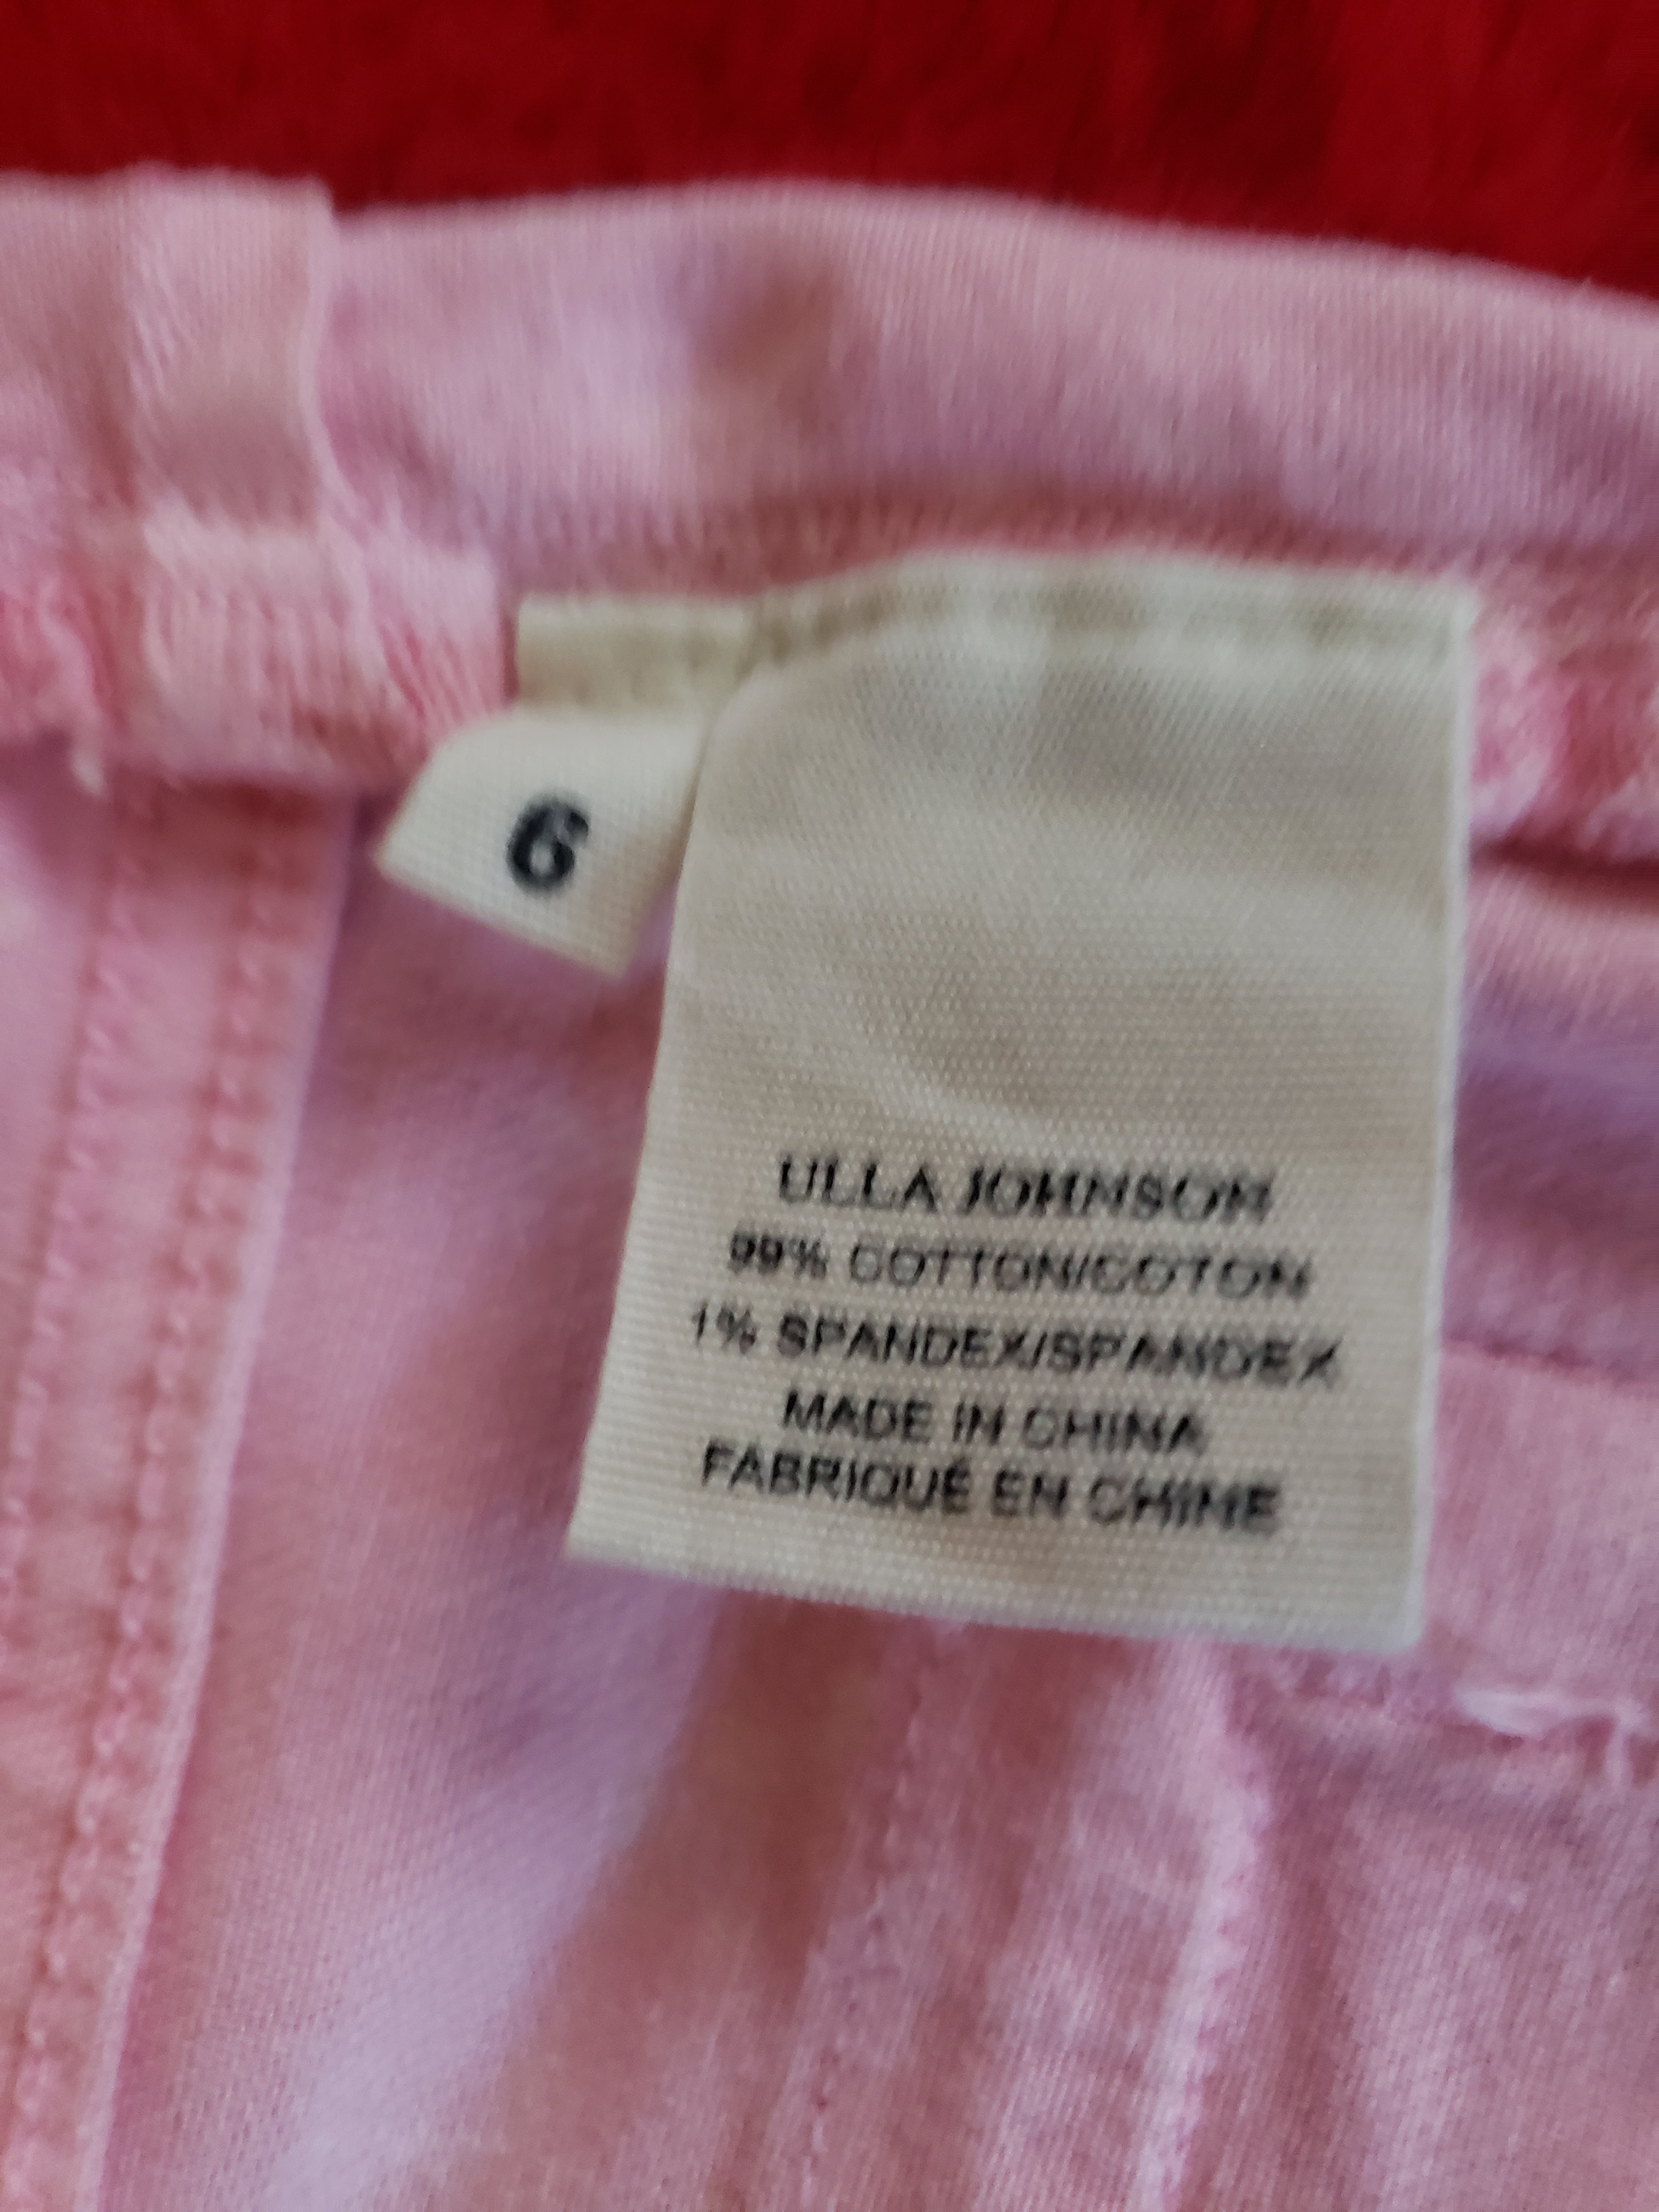 6
ULLA JOHNSON
99% COTTON/COTON
1% SPANDEX/SPANDEX
MADE IN CHINA
FABRIQUÉ EN CHINE